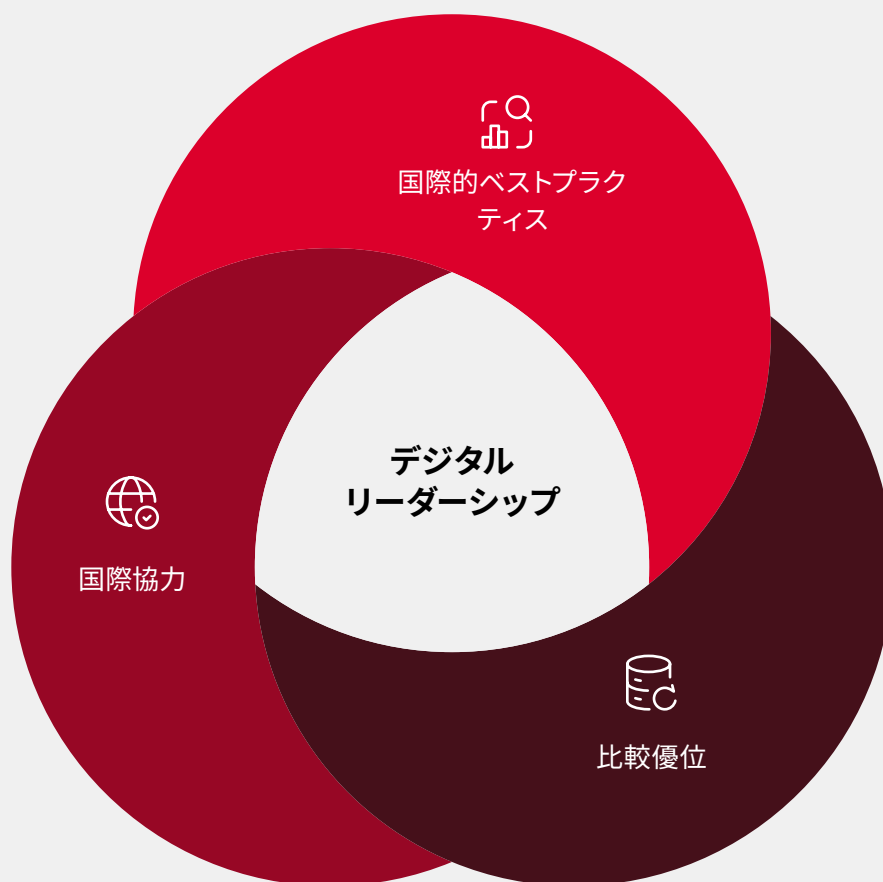 国際的ベストプラク
ティス
デジタル
リーダーシップ
国際協力
比較優位